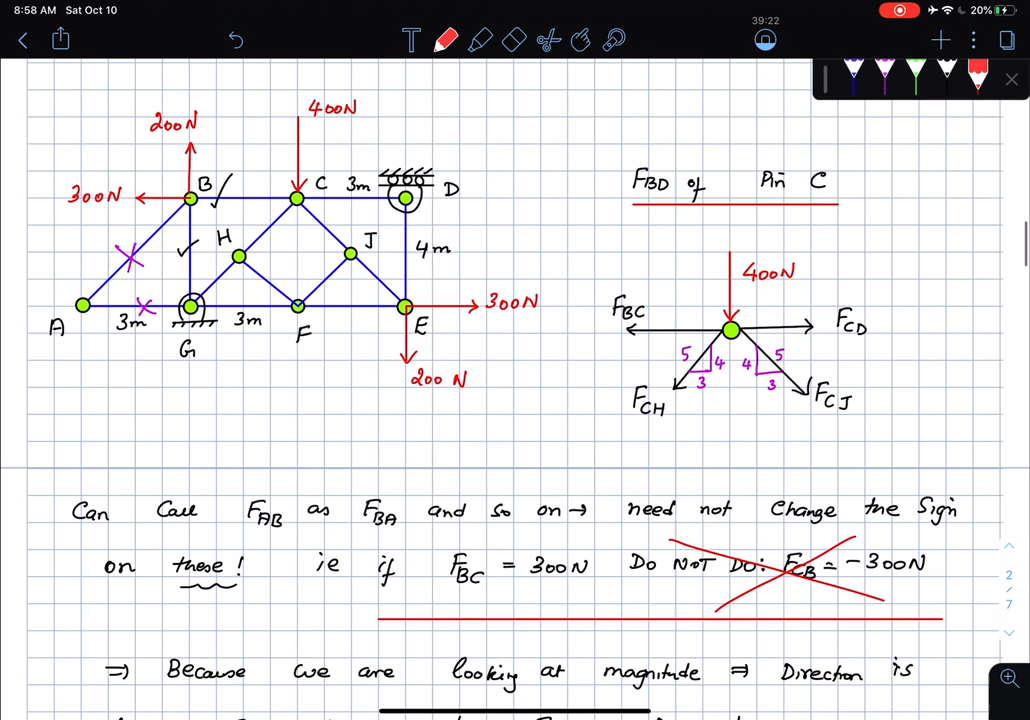 8:58 AM Sat Oct 10
20%
39:22
T
200N
400N
300N
B
C
3m
D
H
J
4m
A
3m
G
3m
F
E
300N
200 N
FBD of Pin C
400N
FBC
FCD
5
4
3
4
5
3
FCH
FCJ
Can Call FAB as FBA and so on → need not Change the Sign
on these! ie if FBC = 300N Do NOT DO: FCB = -300N
⇒ Because we are looking at magnitude ⇒ Direction is
2
7